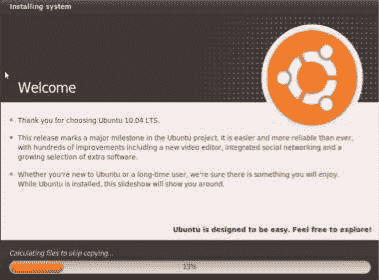 Installing system
Welcome
Thank you for choosing Ubuntu 10.04 LTS.
This release marks a major milestone in the Ubuntu project. It is easier and more reliable than ever,
with hundreds of improvements including a new video editor, integrated social networking and a
growing selection of extra software.
Whether you're new to Ubuntu or a long-time user, we're sure there is something you will enjoy.
While Ubuntu is installed, this slideshow will show you around.
Ubuntu is designed to be easy. Feel free to explore!
Calculating files to skip copying...